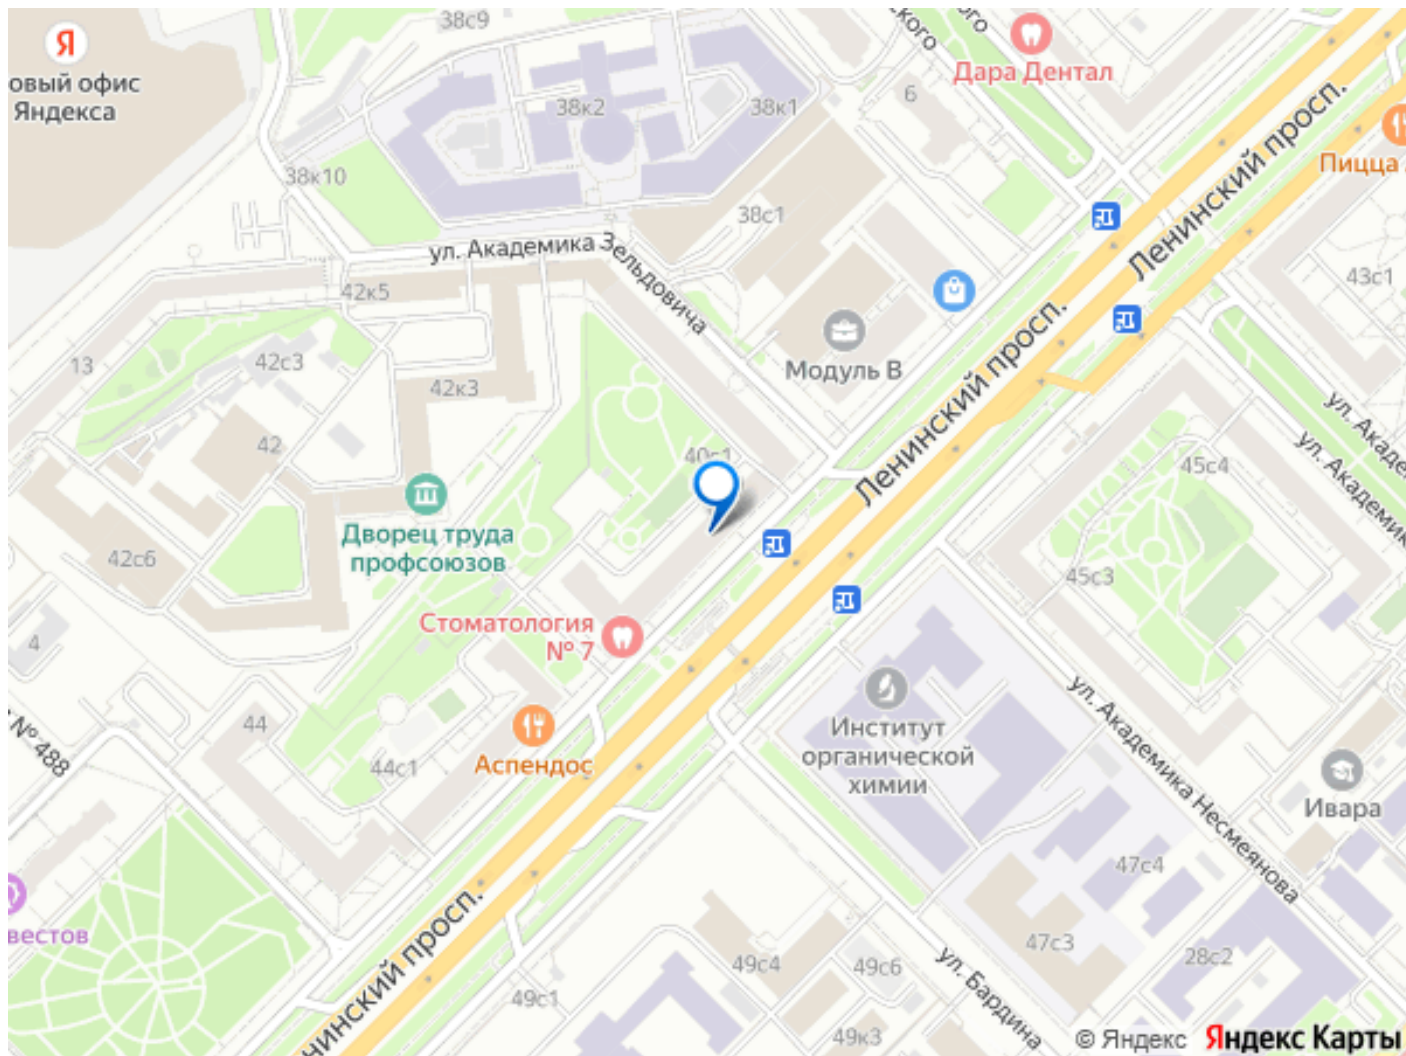 38с9
Я
овый офис
Яндекса
ского
ого
Дара Дентал
6
38к2
38к1
Ленинский просп.
Пицца
38к10
38с1
ул. Академика Зельдовича
42к5
43с1
13
42с3
42к3
Модуль В
Ленинский просп.
42
40с1
ул. Акаде
ул. Академик
45с4
Дворец труда
профсоюзов
42с6
45с3
Стоматология
№ 7
4
№ 488
44
Аспендос
44с1
Институт
органической
химии
ул. Академика Несмеянова
Ивара
47с4
вестов
нинский просп.
47с3
28с2
49с4
49с6
49с1
ул. Бардина
49к3
© Яндекс Яндекс Карты